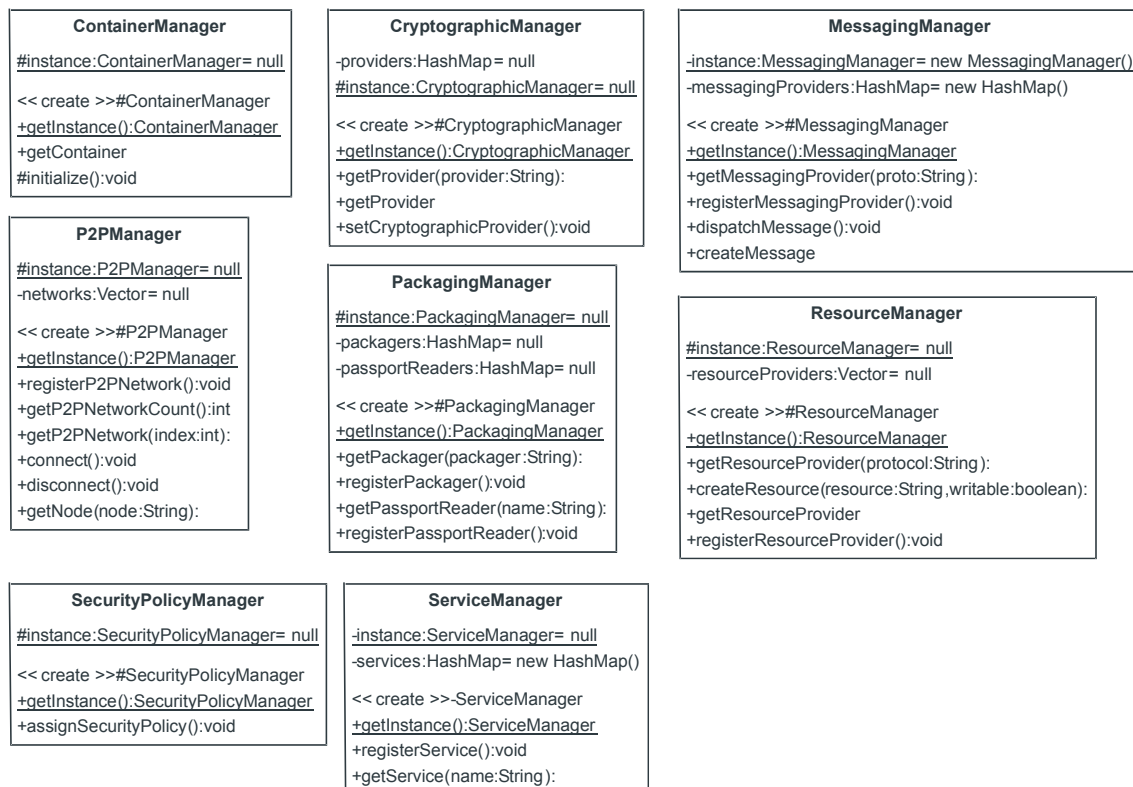 ContainerManager
#instance:ContainerManager= null
<< create >>#ContainerManager
+getInstance():ContainerManager
+getContainer
#initialize():void
CryptographicManager
-providers:HashMap= null
#instance:CryptographicManager= null
<< create >>#CryptographicManager
+getInstance():CryptographicManager
+getProvider(provider:String):
+getProvider
+setCryptographicProvider():void
MessagingManager
-instance:MessagingManager= new MessagingManager()
-messagingProviders:HashMap= new HashMap()
<< create >>#MessagingManager
+getInstance():MessagingManager
+getMessagingProvider(proto:String):
+registerMessagingProvider():void
+dispatchMessage():void
+createMessage
P2PManager
#instance:P2PManager= null
-networks:Vector= null
<< create >>#P2PManager
+getInstance():P2PManager
+registerP2PNetwork():void
+getP2PNetworkCount():int
+getP2PNetwork(index:int):
+connect():void
+disconnect():void
+getNode(node:String):
PackagingManager
#instance:PackagingManager= null
-packagers:HashMap= null
-passportReaders:HashMap= null
<< create >>#PackagingManager
+getInstance():PackagingManager
+getPackager(packager:String):
+registerPackager():void
+getPassportReader(name:String):
+registerPassportReader():void
ResourceManager
#instance:ResourceManager= null
-resourceProviders:Vector= null
<< create >>#ResourceManager
+getInstance():ResourceManager
+getResourceProvider(protocol:String):
+createResource(resource:String,writable:boolean):
+getResourceProvider
+registerResourceProvider():void
SecurityPolicyManager
#instance:SecurityPolicyManager= null
<< create >>#SecurityPolicyManager
+getInstance():SecurityPolicyManager
+assignSecurityPolicy():void
ServiceManager
-instance:ServiceManager= null
-services:HashMap= new HashMap()
<< create >>-ServiceManager
+getInstance():ServiceManager
+registerService():void
+getService(name:String):